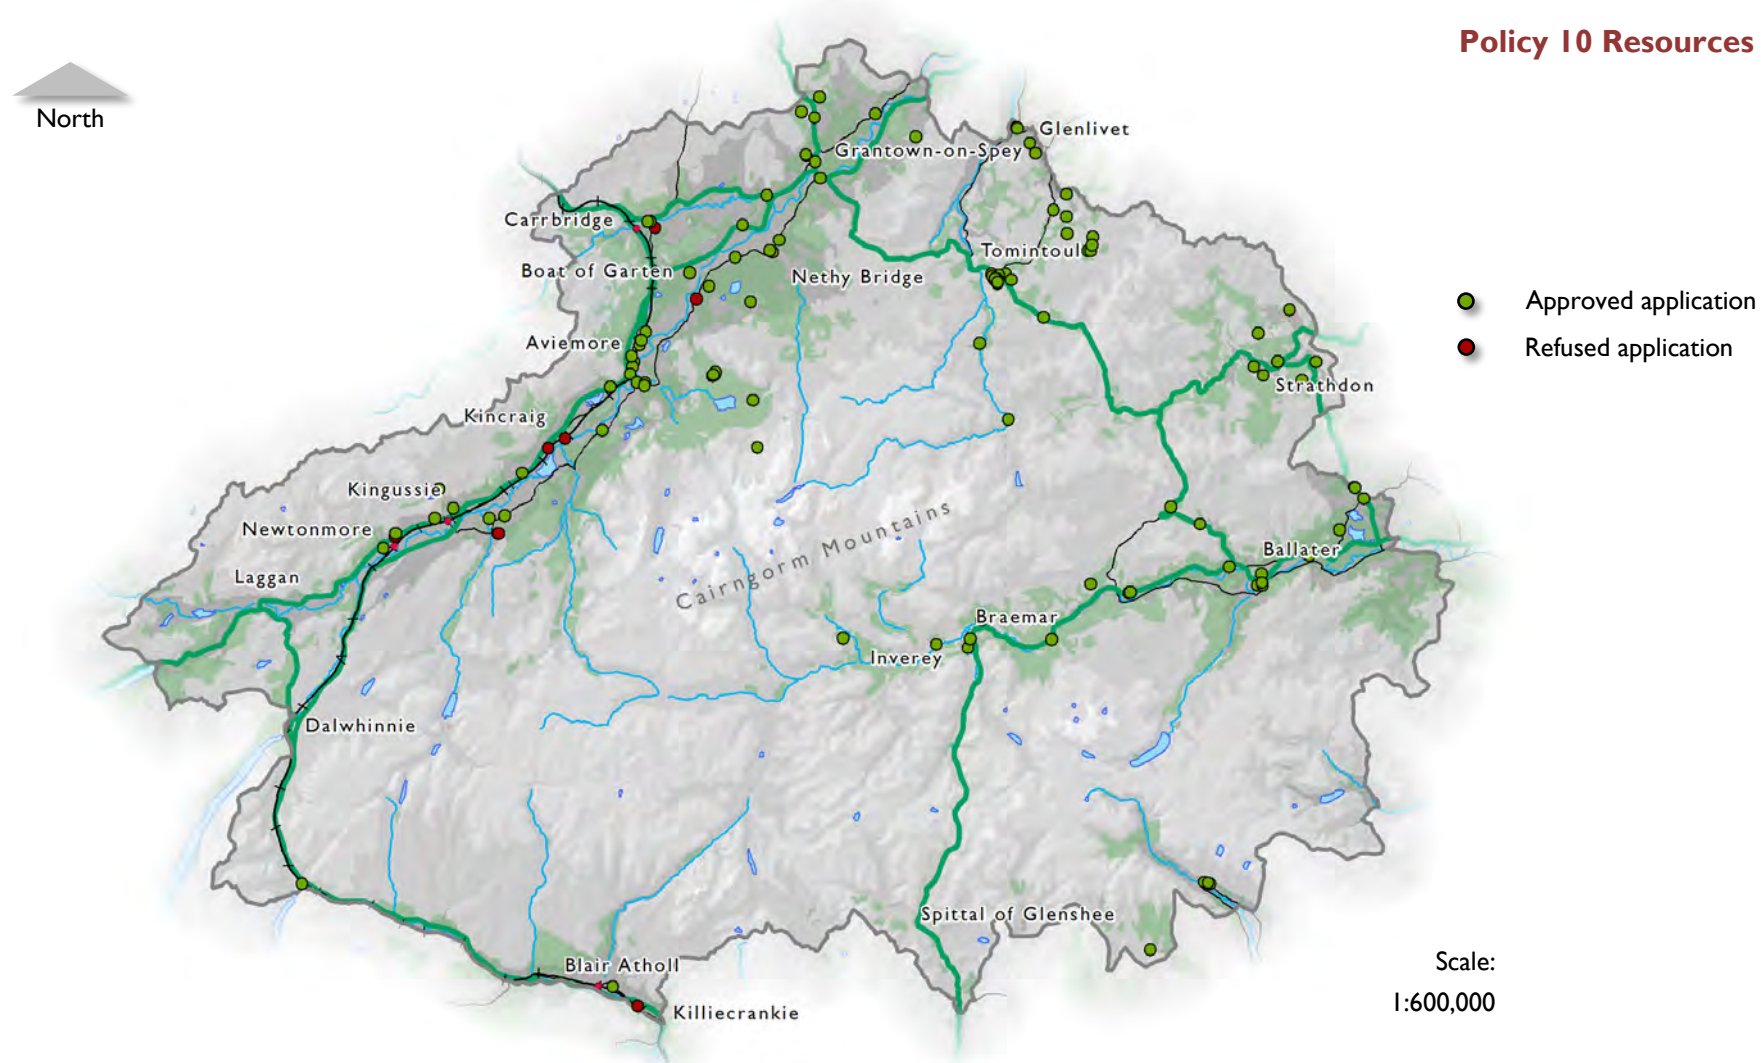 Policy 10 Resources
North
Glenlivet
Grantown-on-Spey
Carrbridge
Tomintoul
Boat of Garten
Nethy Bridge
Approved application
Aviemore
Refused application
Strathdon
Kincraig
Kingussie
Cairngorm Mountains
Newtonmore
Ballater
Laggan
Braemar
Inverey
Dalwhinnie
Spittal of Glenshee
Blair Atholl
Scale:
1:600,000
Killiecrankie